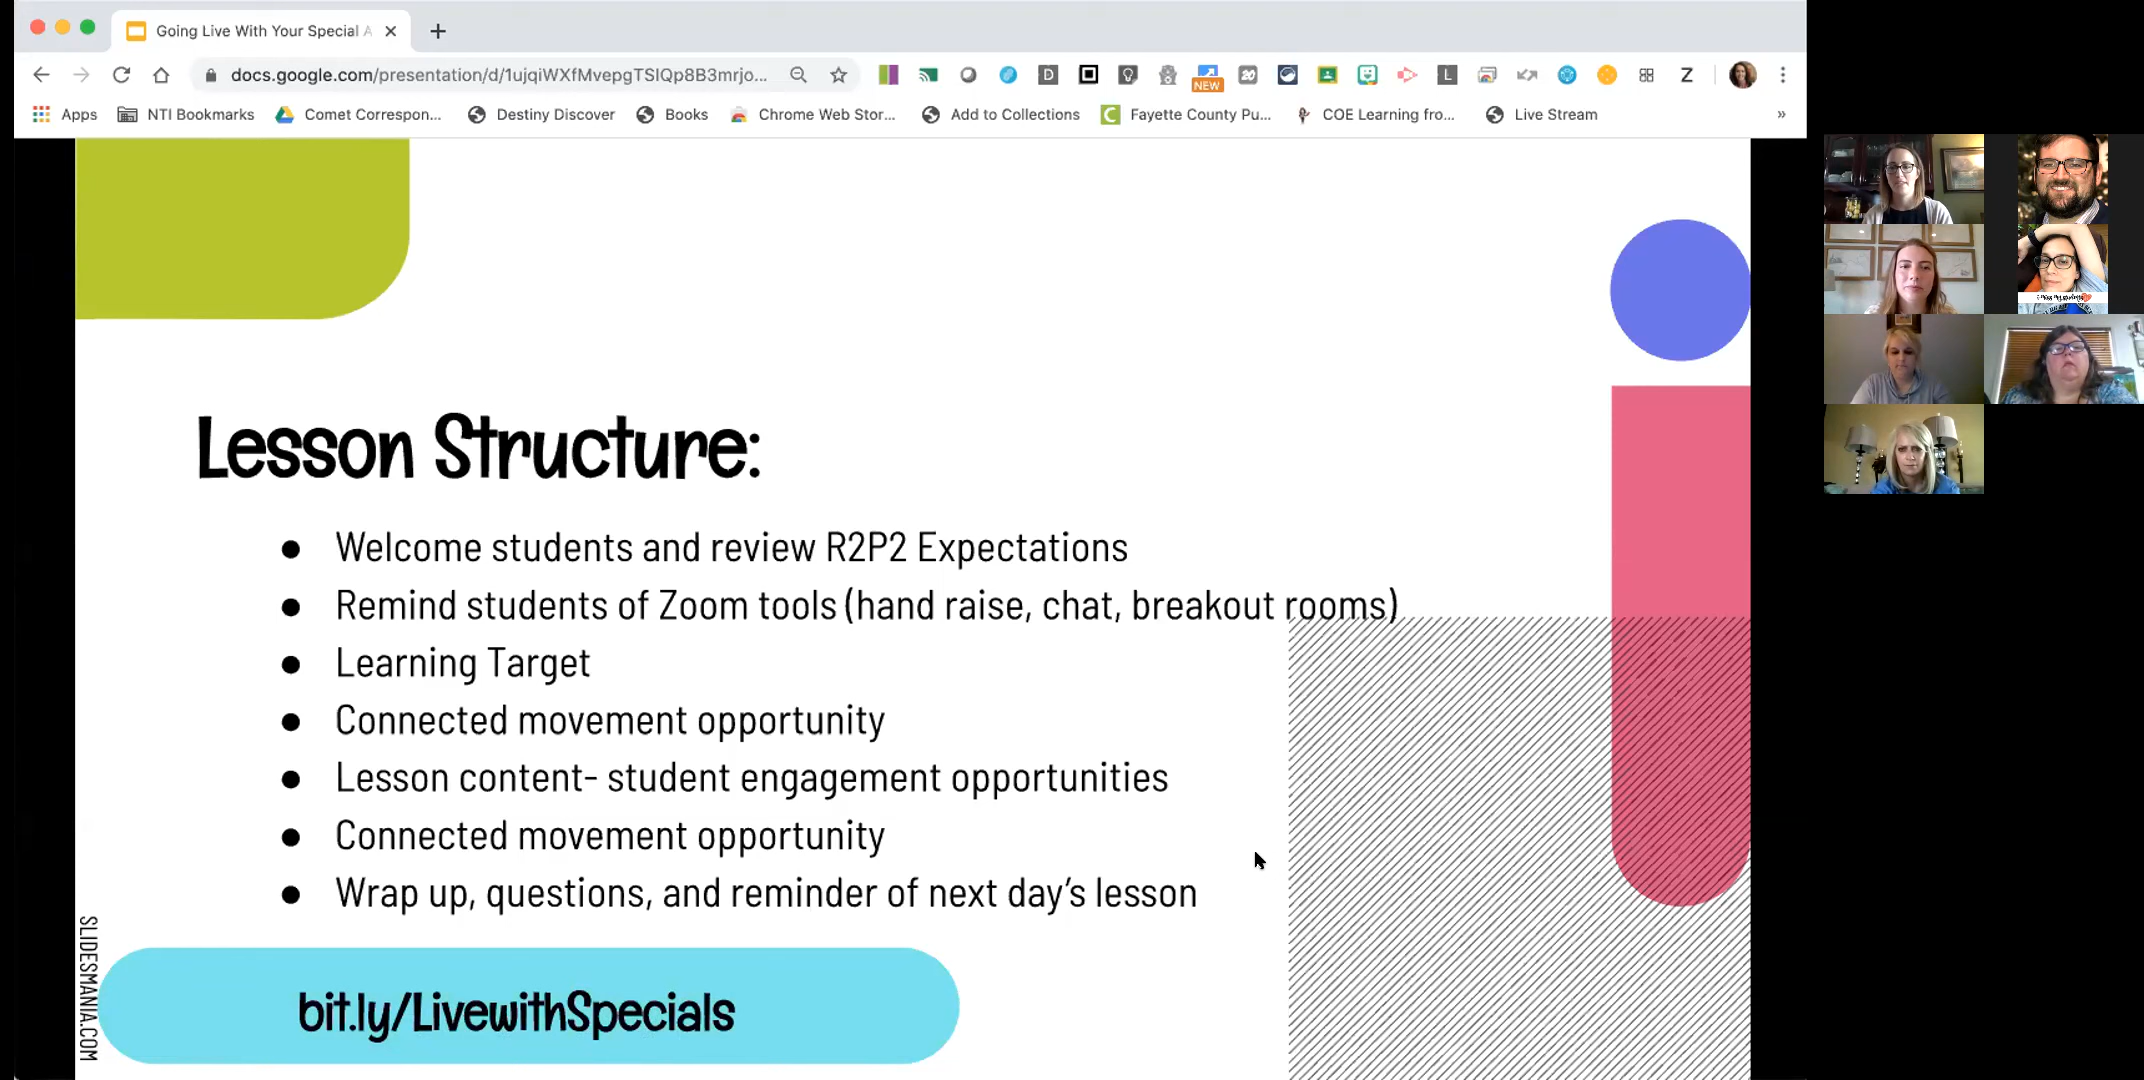 Going Live With Your Special A
docs.google.com/presentation/d/1ujqiWXfMvepgTSIQp8B3mrjo...
D
NEW
20
L
Z
Apps
NTI Bookmarks
Comet Correspon...
Destiny Discover
Books
Chrome Web Stor...
Add to Collections
Fayette County Pu...
COE Learning fro...
Live Stream
»
Lesson Structure:
● Welcome students and review R2P2 Expectations
● Remind students of Zoom tools (hand raise, chat, breakout rooms)
● Learning Target
● Connected movement opportunity
● Lesson content- student engagement opportunities
● Connected movement opportunity
● Wrap up, questions, and reminder of next day's lesson
SLIDESMANIA.COM
bit.ly/LivewithSpecials